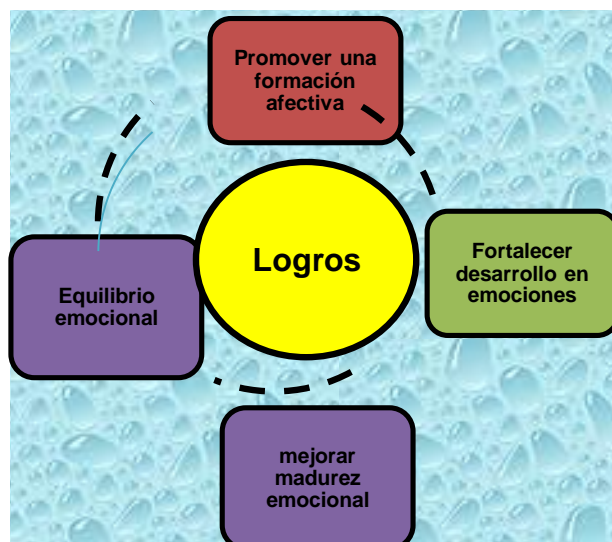 Promover una
formación
afectiva
Logros
Fortalecer
desarrollo en
emociones
Equilibrio
emocional
mejorar
madurez
emocional